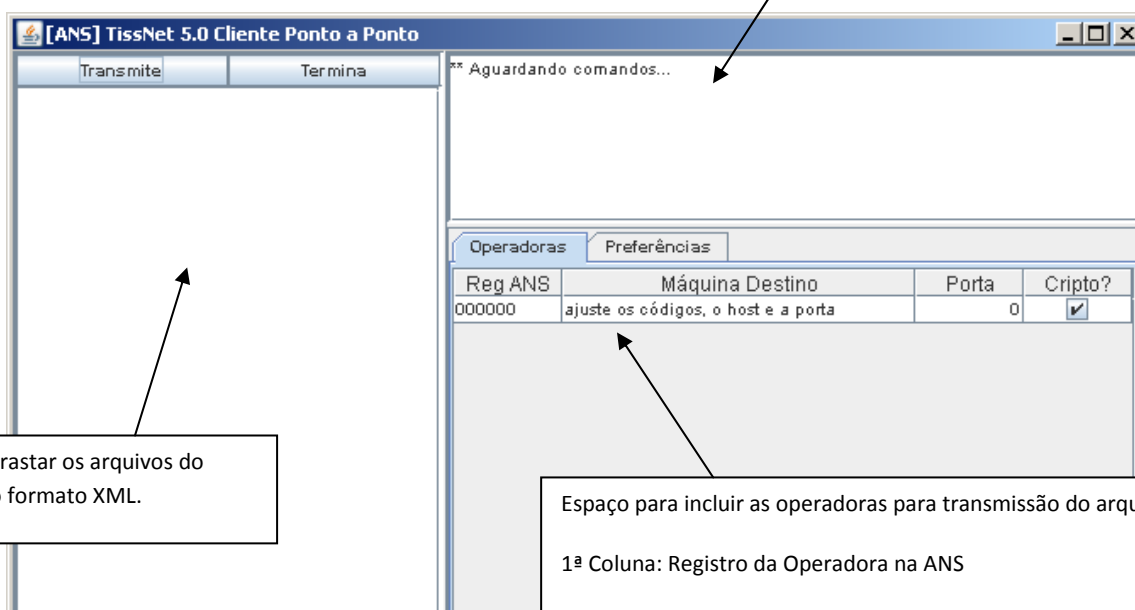 [ANS] TissNet 5.0 Cliente Ponto a Ponto
Transmite Termina
** Aguardando comandos...
Operadoras Preferências
Reg ANS Máquina Destino Porta Cripto?
000000 ajuste os códigos, o host e a porta 0
rastar os arquivos do
formato XML.
Espaço para incluir as operadoras para transmissão do arqu
1ª Coluna: Registro da Operadora na ANS